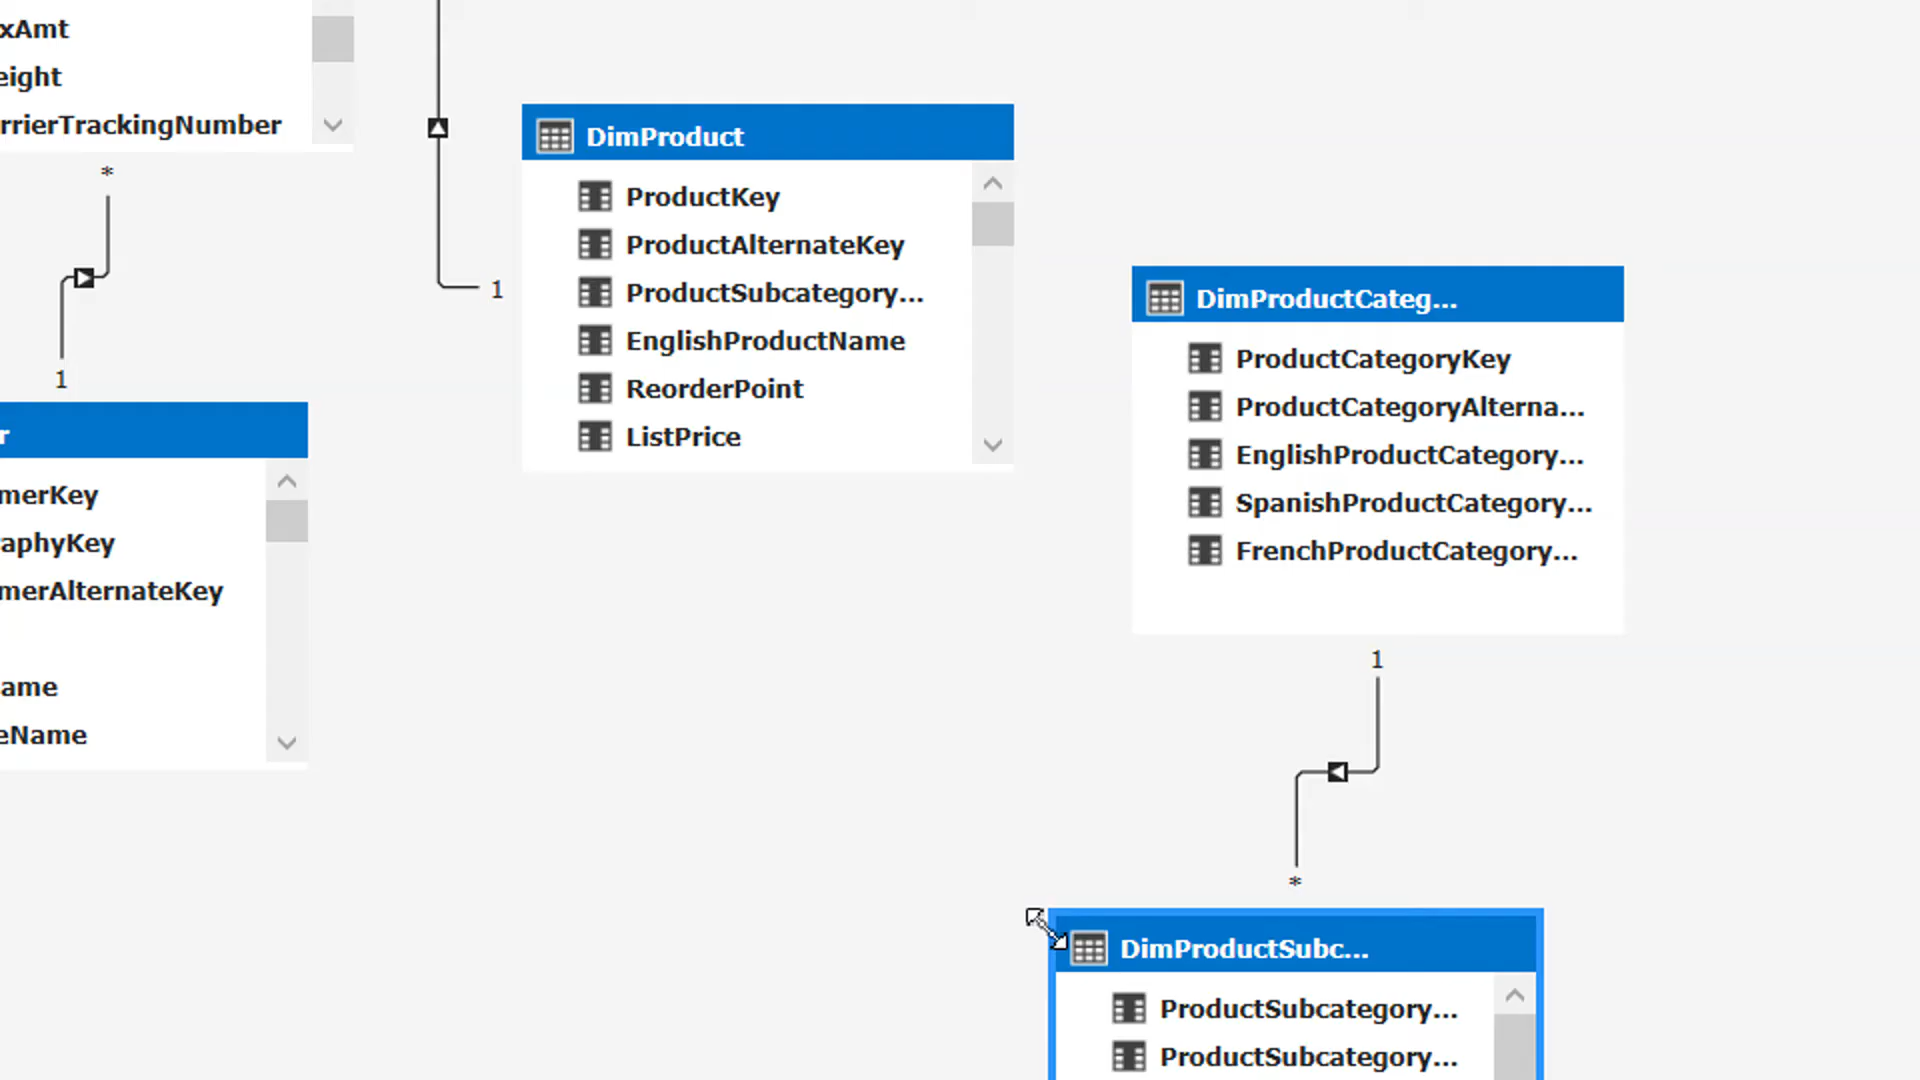 xAmt
eight
rrierTrackingNumber
*
1
r
merKey
aphyKey
merAlternateKey
ame
eName
1
DimProduct
ProductKey
ProductAlternateKey
ProductSubcategory...
EnglishProductName
ReorderPoint
ListPrice
DimProductCateg...
ProductCategoryKey
ProductCategoryAlterna...
EnglishProductCategory...
SpanishProductCategory...
FrenchProductCategory...
1
*
DimProductSubc...
ProductSubcategory...
ProductSubcategory...